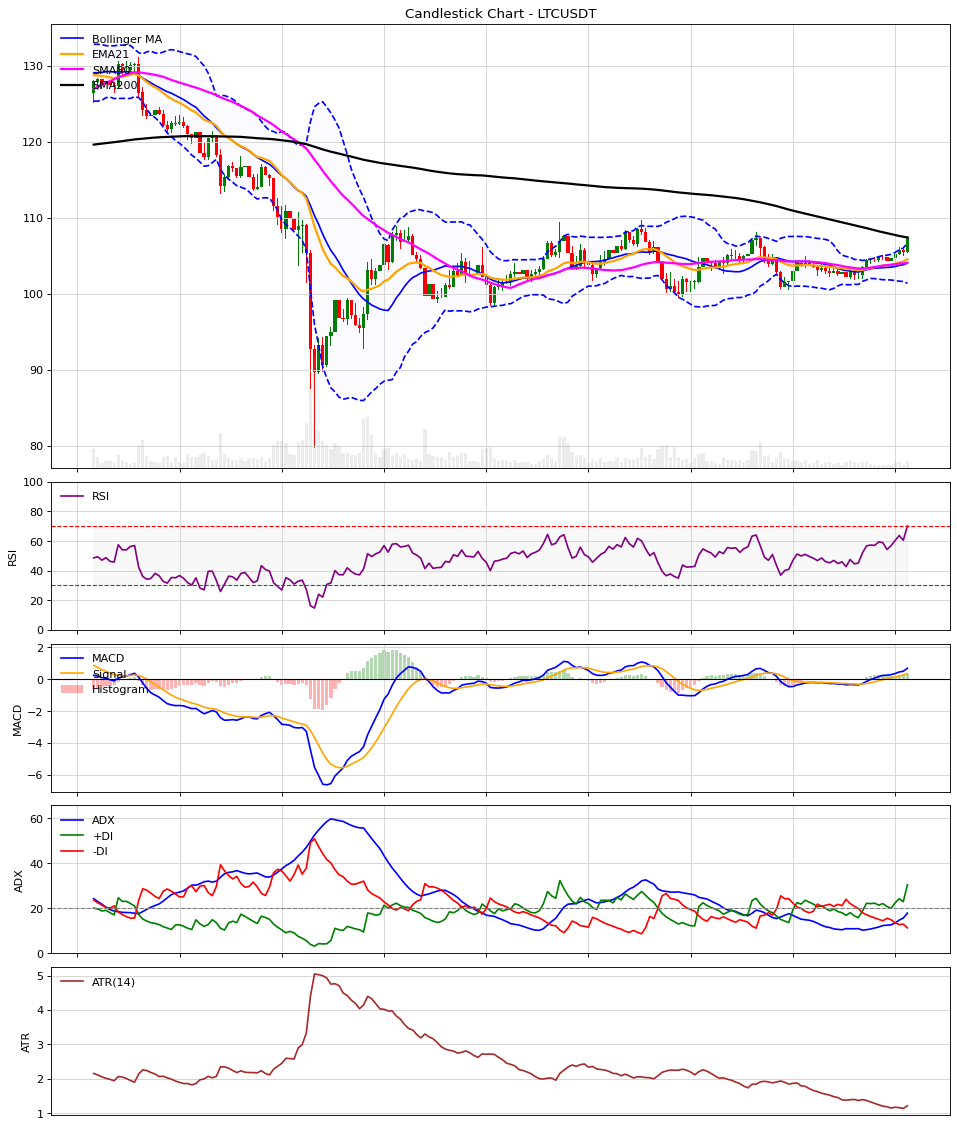 Candlestick Chart - LTCUSDT
Bollinger MA
EMA21
SMA50
SMA200
130
120
110
100
90
80
RSI
RSI
100
80
60
40
20
0
MACD
Signal
Histogram
MACD
2
0
−2
−4
−6
ADX
+DI
-DI
ADX
60
40
20
0
ATR(14)
ATR
5
4
3
2
1